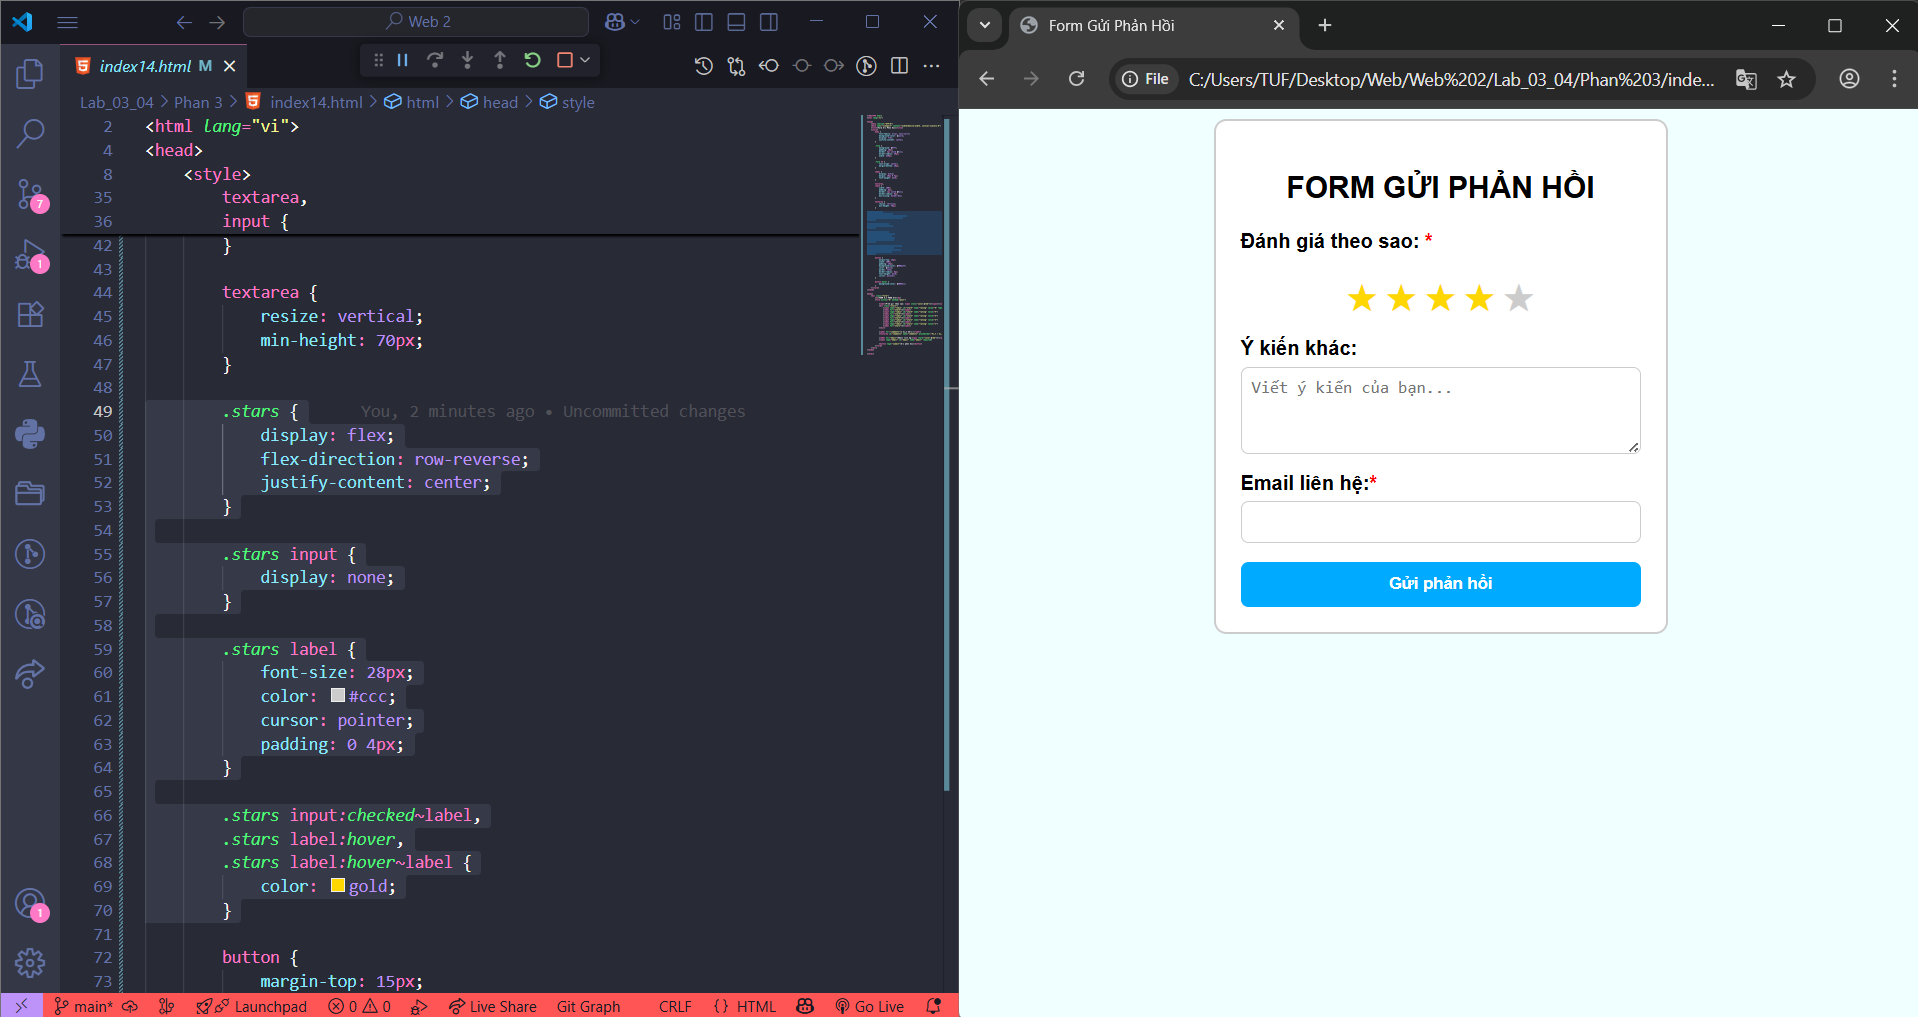 Web 2
index14.html M
Lab_03_04 > Phan 3 > index14.html > html > head > style
2 <html lang="vi">
4 <head>
8 <style>
35 textarea,
36 input {
42 }
43
44 textarea {
45 resize: vertical;
46 min-height: 70px;
47 }
48
49 .stars { You, 2 minutes ago • Uncommitted changes
50 display: flex;
51 flex-direction: row-reverse;
52 justify-content: center;
53 }
54
55 .stars input {
56 display: none;
57 }
58
59 .stars label {
60 font-size: 28px;
61 color: #ccc;
62 cursor: pointer;
63 padding: 0 4px;
64 }
65
66 .stars input:checked~label,
67 .stars label:hover,
68 .stars label:hover~label {
69 color: gold;
70 }
71
72 button {
73 margin-top: 15px;
7
1
1
main* Launchpad 0 0 Live Share Git Graph CRLF {} HTML Go Live
Form Gửi Phản Hồi
File C:/Users/TUF/Desktop/Web/Web%202/Lab_03_04/Phan%203/inde...
FORM GỬI PHẢN HỒI
Đánh giá theo sao: *
Ý kiến khác:
Viết ý kiến của bạn...
Email liên hệ:*
Gửi phản hồi